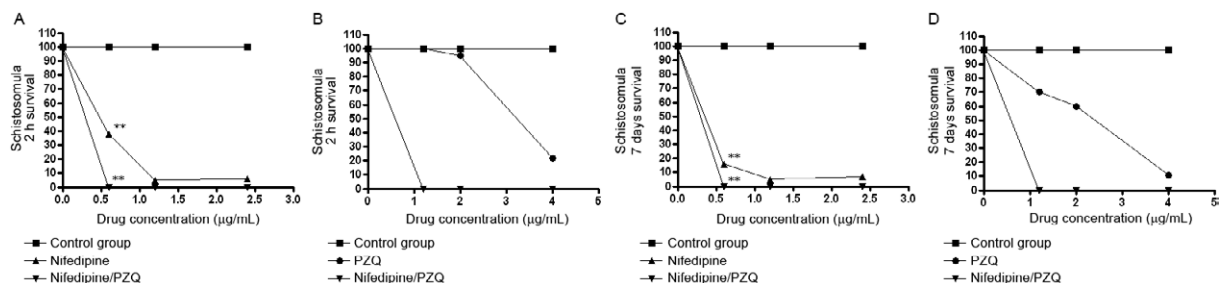 A
Schistosomula
2 h survival
110
100
90
80
70
60
50
40
30
20
10
0
**
**
0.0 0.5 1.0 1.5 2.0 2.5 3.0
Drug concentration (µg/mL)
Control group
Nifedipine
Nifedipine/PZQ
B
Schistosomula
2 h survival
110
100
90
80
70
60
50
40
30
20
10
0
0 1 2 3 4 5
Drug concentration (µg/mL)
Control group
PZQ
Nifedipine/PZQ
C
Schistosomula
7 days survival
110
100
90
80
70
60
50
40
30
20
10
0
**
**
0.0 0.5 1.0 1.5 2.0 2.5 3.0
Drug concentration (µg/mL)
Control group
Nifedipine
Nifedipine/PZQ
D
Schistosomula
7 days survival
110
100
90
80
70
60
50
40
30
20
10
0
0 1 2 3 4 5
Drug concentration (µg/mL)
Control group
PZQ
Nifedipine/PZQ